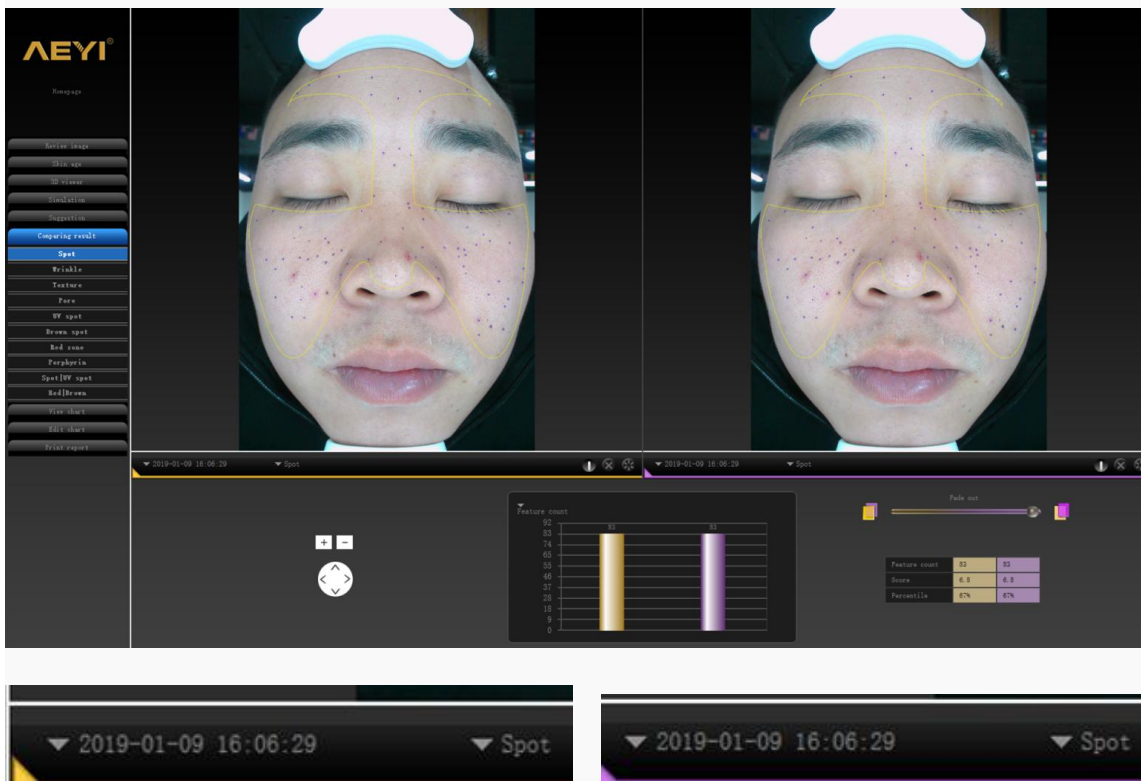 AEYI®
Homepage
Revise image
Skin age
3D viewer
Simulation
Suggestion
Comparing result
Spot
Wrinkle
Texture
Pore
UV spot
Brown spot
Red zone
Porphyrin
Spot|UV spot
Red|Brown
View chart
Edit chart
Print report
2019-01-09 16:06:29 Spot
2019-01-09 16:06:29 Spot
+ -
Feature count
92
83
74
65
55
46
37
28
18
9
0
83 83
Fade out
Feature count 83 83
Score 6.8 6.8
Percentile 67% 67%
2019-01-09 16:06:29 Spot
2019-01-09 16:06:29 Spot